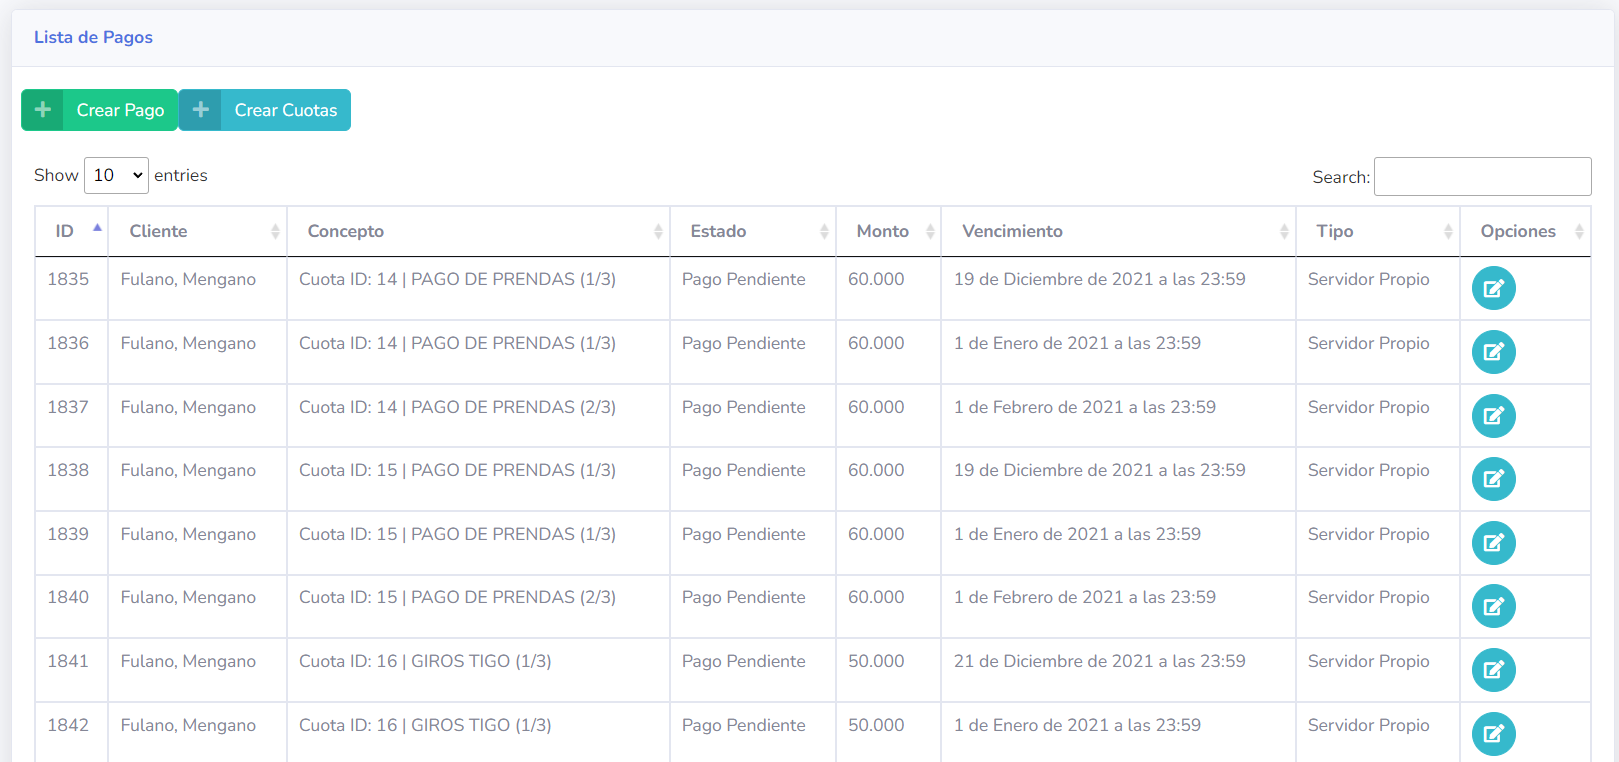 Lista de Pagos
+ Crear Pago + Crear Cuotas
Show 10 entries Search:
ID Cliente Concepto Estado Monto Vencimiento Tipo Opciones
1835 Fulano, Mengano Cuota ID: 14 | PAGO DE PRENDAS (1/3) Pago Pendiente 60.000 19 de Diciembre de 2021 a las 23:59 Servidor Propio
1836 Fulano, Mengano Cuota ID: 14 | PAGO DE PRENDAS (1/3) Pago Pendiente 60.000 1 de Enero de 2021 a las 23:59 Servidor Propio
1837 Fulano, Mengano Cuota ID: 14 | PAGO DE PRENDAS (2/3) Pago Pendiente 60.000 1 de Febrero de 2021 a las 23:59 Servidor Propio
1838 Fulano, Mengano Cuota ID: 15 | PAGO DE PRENDAS (1/3) Pago Pendiente 60.000 19 de Diciembre de 2021 a las 23:59 Servidor Propio
1839 Fulano, Mengano Cuota ID: 15 | PAGO DE PRENDAS (1/3) Pago Pendiente 60.000 1 de Enero de 2021 a las 23:59 Servidor Propio
1840 Fulano, Mengano Cuota ID: 15 | PAGO DE PRENDAS (2/3) Pago Pendiente 60.000 1 de Febrero de 2021 a las 23:59 Servidor Propio
1841 Fulano, Mengano Cuota ID: 16 | GIROS TIGO (1/3) Pago Pendiente 50.000 21 de Diciembre de 2021 a las 23:59 Servidor Propio
1842 Fulano, Mengano Cuota ID: 16 | GIROS TIGO (1/3) Pago Pendiente 50.000 1 de Enero de 2021 a las 23:59 Servidor Propio